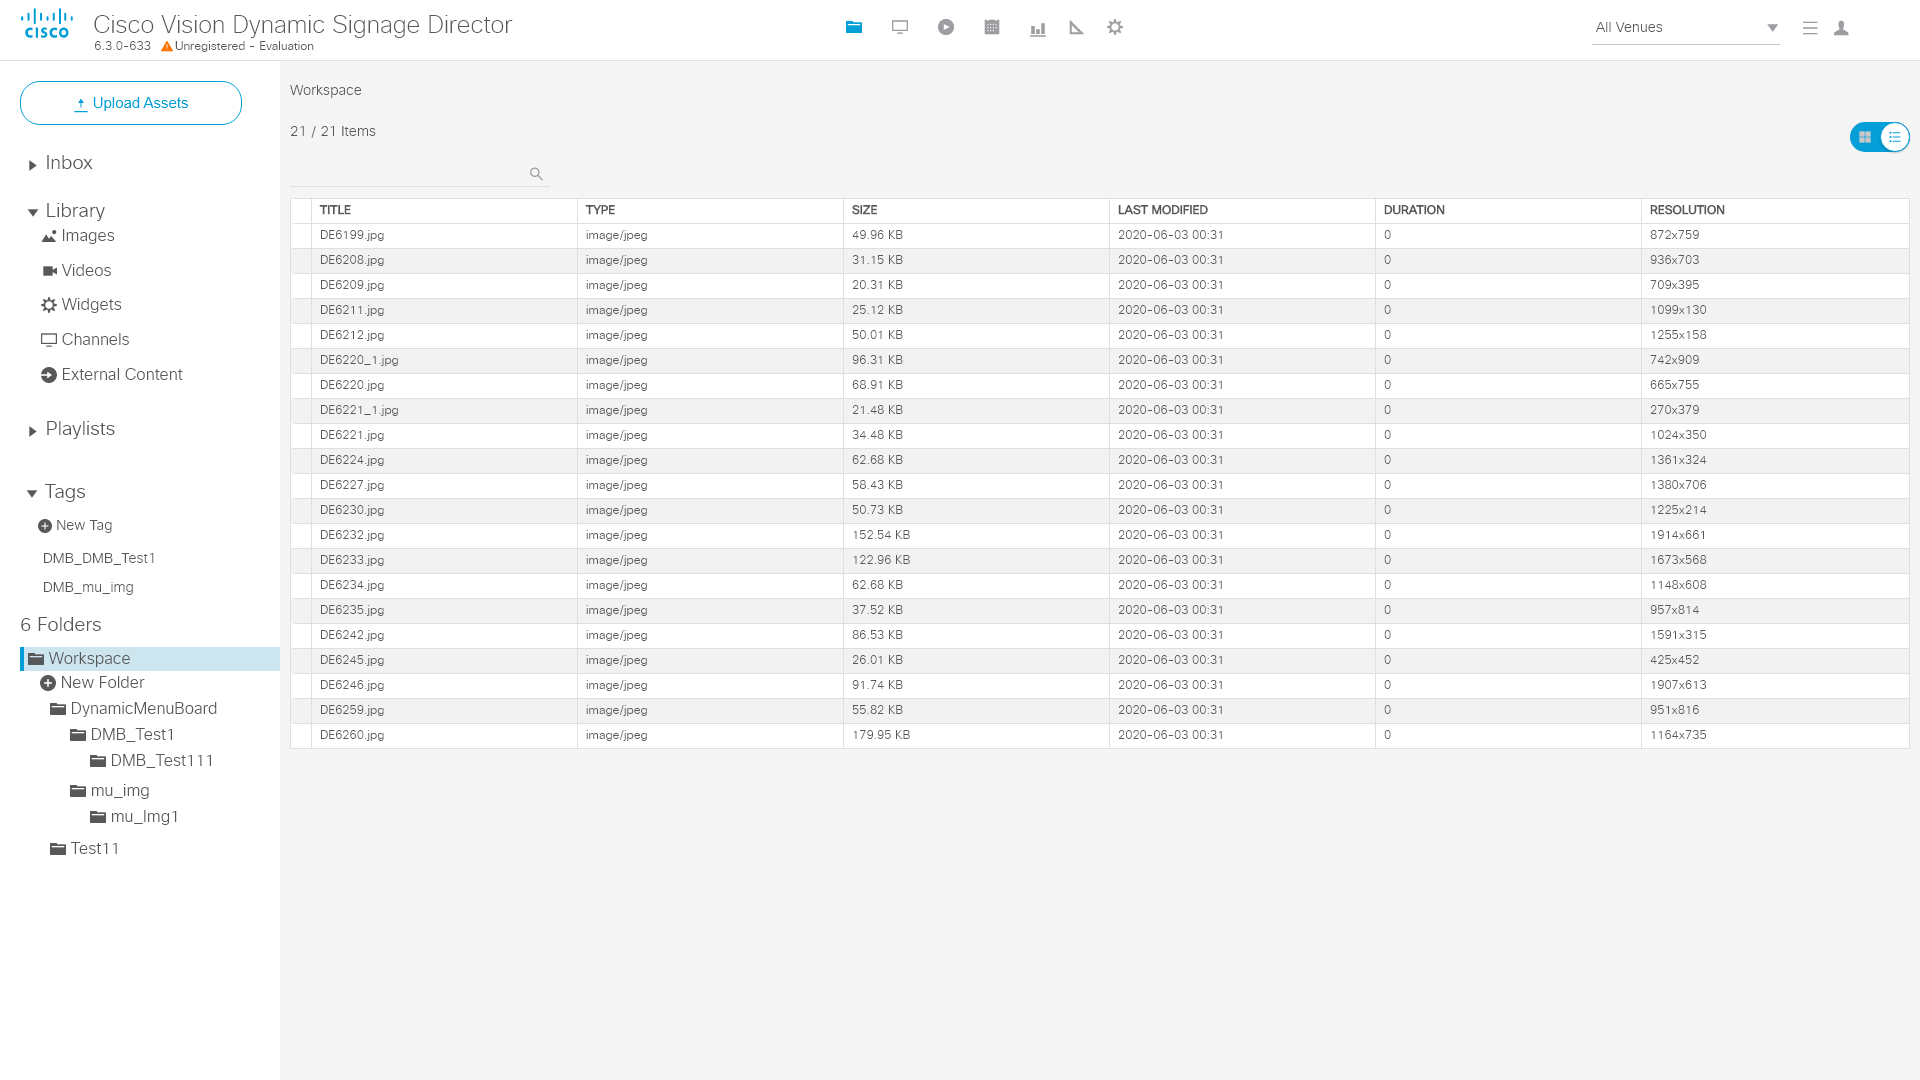 cisco
Cisco Vision Dynamic Signage Director
6.3.0-633 Unregistered - Evaluation
All Venues
Upload Assets
Inbox
Library
Images
Videos
Widgets
Channels
External Content
Playlists
Tags
New Tag
DMB_DMB_Test1
DMB_mu_img
6 Folders
Workspace
New Folder
DynamicMenuBoard
DMB_Test1
DMB_Test111
mu_img
mu_Img1
Test11
Workspace
21 / 21 Items
TITLE TYPE SIZE LAST MODIFIED DURATION RESOLUTION
DE6199.jpg image/jpeg 49.96 KB 2020-06-03 00:31 0 872x759
DE6208.jpg image/jpeg 31.15 KB 2020-06-03 00:31 0 936x703
DE6209.jpg image/jpeg 20.31 KB 2020-06-03 00:31 0 709x395
DE6211.jpg image/jpeg 25.12 KB 2020-06-03 00:31 0 1099x130
DE6212.jpg image/jpeg 50.01 KB 2020-06-03 00:31 0 1255x158
DE6220_1.jpg image/jpeg 96.31 KB 2020-06-03 00:31 0 742x909
DE6220.jpg image/jpeg 68.91 KB 2020-06-03 00:31 0 665x755
DE6221_1.jpg image/jpeg 21.48 KB 2020-06-03 00:31 0 270x379
DE6221.jpg image/jpeg 34.48 KB 2020-06-03 00:31 0 1024x350
DE6224.jpg image/jpeg 62.68 KB 2020-06-03 00:31 0 1361x324
DE6227.jpg image/jpeg 58.43 KB 2020-06-03 00:31 0 1380x706
DE6230.jpg image/jpeg 50.73 KB 2020-06-03 00:31 0 1225x214
DE6232.jpg image/jpeg 152.54 KB 2020-06-03 00:31 0 1914x661
DE6233.jpg image/jpeg 122.96 KB 2020-06-03 00:31 0 1673x568
DE6234.jpg image/jpeg 62.68 KB 2020-06-03 00:31 0 1148x608
DE6235.jpg image/jpeg 37.52 KB 2020-06-03 00:31 0 957x814
DE6242.jpg image/jpeg 86.53 KB 2020-06-03 00:31 0 1591x315
DE6245.jpg image/jpeg 26.01 KB 2020-06-03 00:31 0 425x452
DE6246.jpg image/jpeg 91.74 KB 2020-06-03 00:31 0 1907x613
DE6259.jpg image/jpeg 55.82 KB 2020-06-03 00:31 0 951x816
DE6260.jpg image/jpeg 179.95 KB 2020-06-03 00:31 0 1164x735